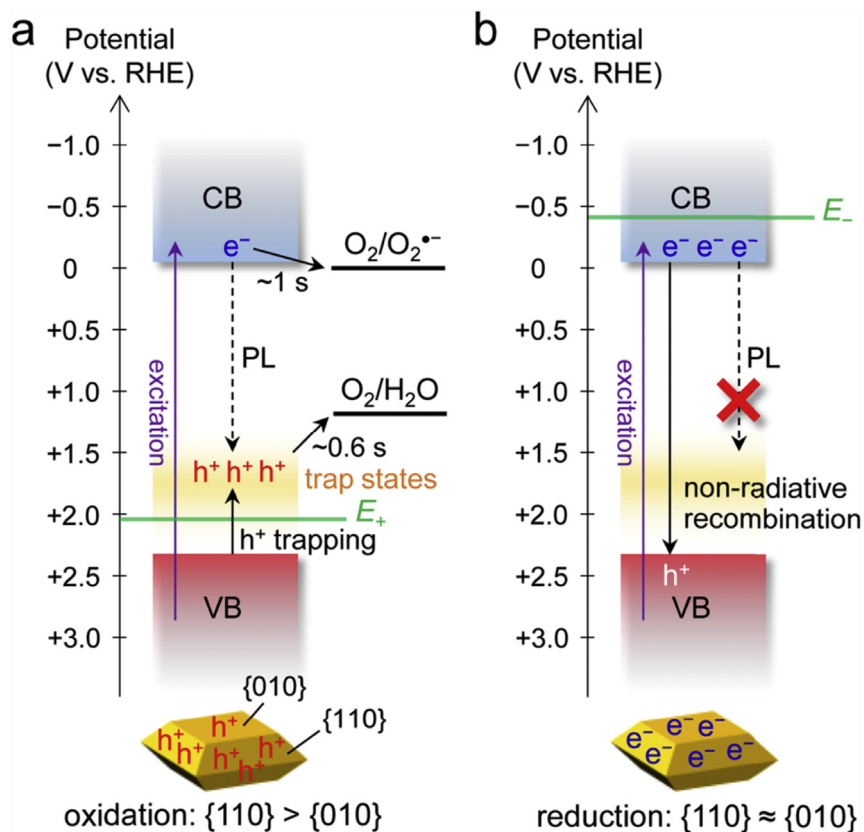 a
Potential
(V vs. RHE)
−1.0
−0.5
0
+0.5
+1.0
+1.5
+2.0
+2.5
+3.0
CB
e⁻
O₂/O₂•−
~1 s
excitation
PL
O₂/H₂O
~0.6 s
h⁺ h⁺ h⁺
trap states
E₊
h⁺ trapping
VB
{010}
{110}
h⁺
h⁺
h⁺
h⁺
h⁺
h⁺
oxidation: {110} > {010}
b
Potential
(V vs. RHE)
−1.0
−0.5
0
+0.5
+1.0
+1.5
+2.0
+2.5
+3.0
CB
E₋
e⁻ e⁻ e⁻
excitation
PL
non-radiative
recombination
h⁺
VB
e⁻ e⁻ e⁻
e⁻ e⁻ e⁻ e⁻
reduction: {110} ≈ {010}